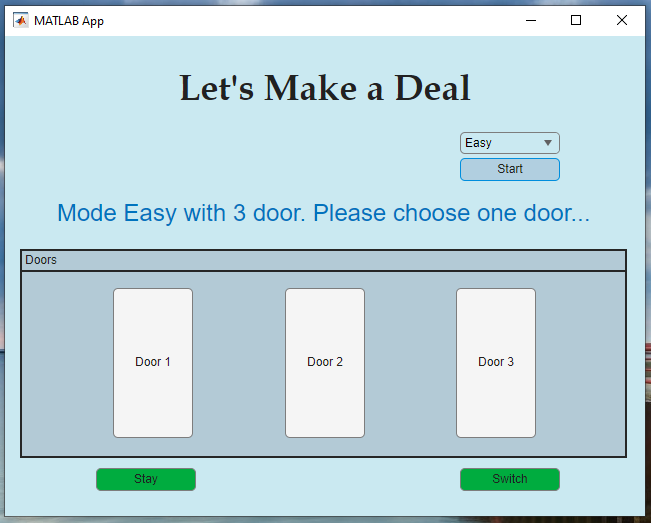 MATLAB App
Let's Make a Deal
Easy
Start
Mode Easy with 3 door. Please choose one door...
Doors
Door 1
Door 2
Door 3
Stay
Switch